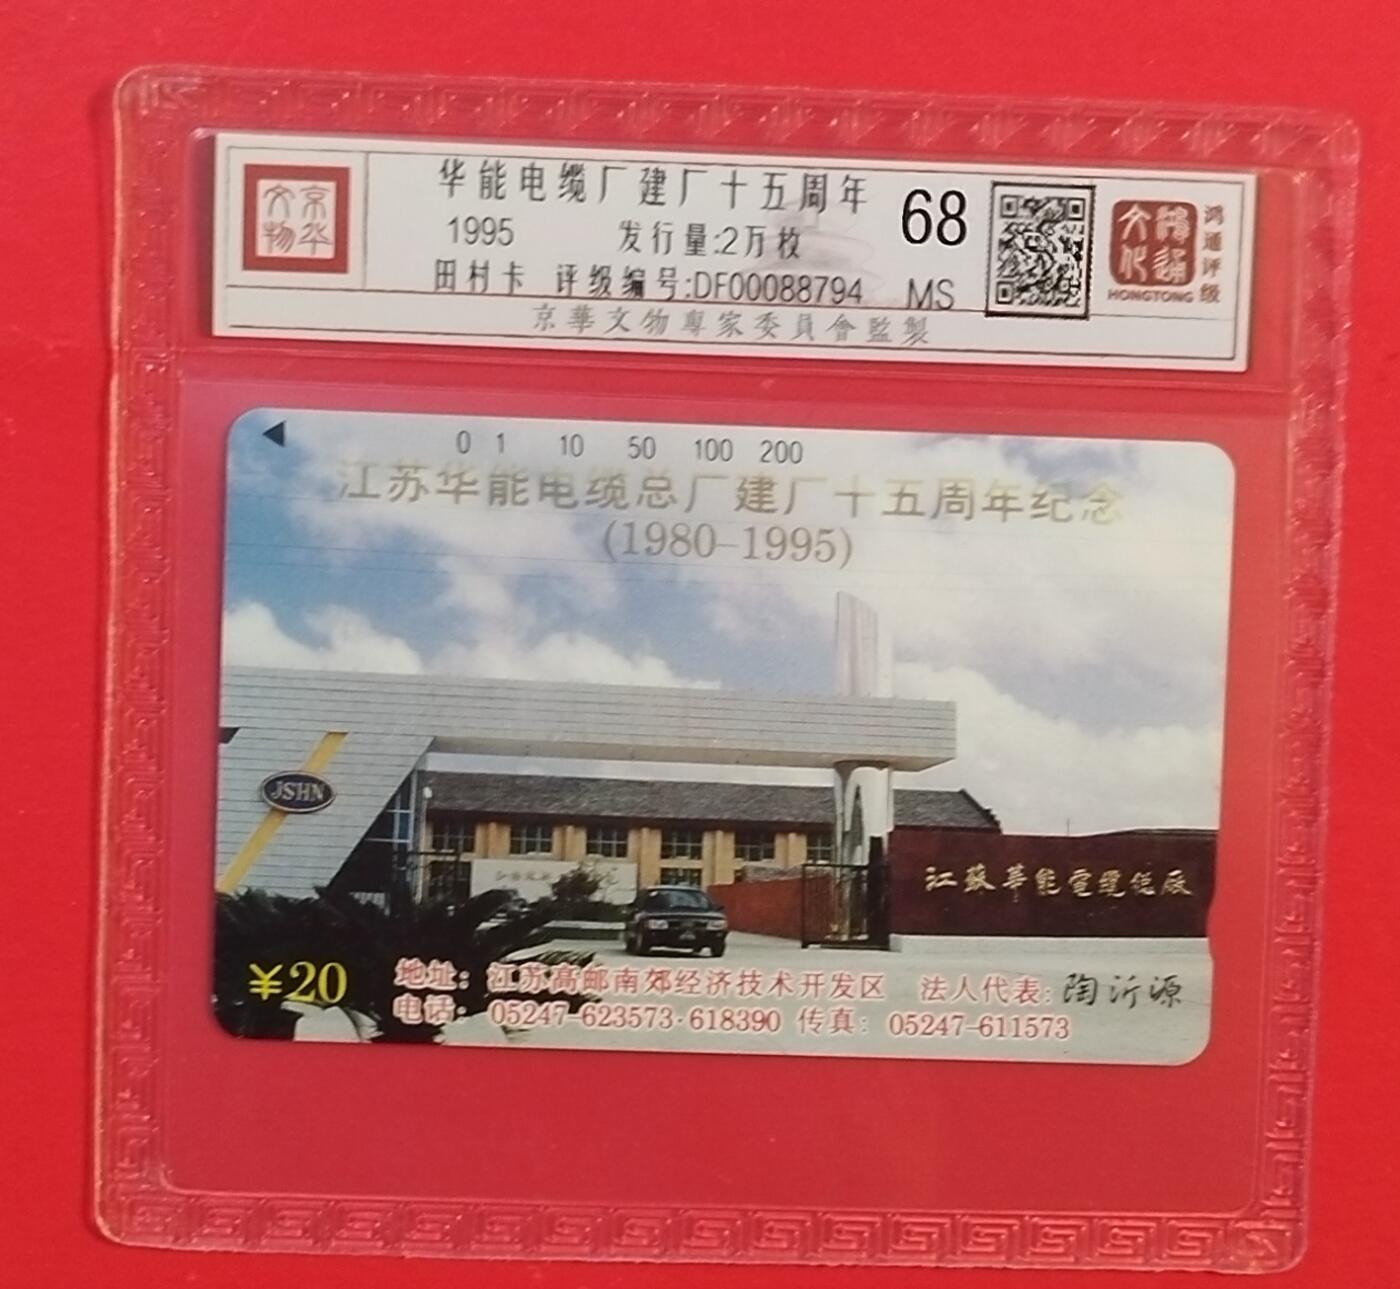 京华文物
华能电缆厂建厂十五周年
1995 发行量:2万枚
田村卡 评级编号:DF00088794
68
MS
京華文物專家委員會監製
鸿通文化
HONGTONG
鸿通评级
0 1 10 50 100 200
江苏华能电缆总厂建厂十五周年纪念
(1980-1995)
JSHN
江蘇華能電纜總廠
¥20
地址: 江苏高邮南郊经济技术开发区 法人代表: 陶沂源
电话: 05247-623573·618390 传真: 05247-611573